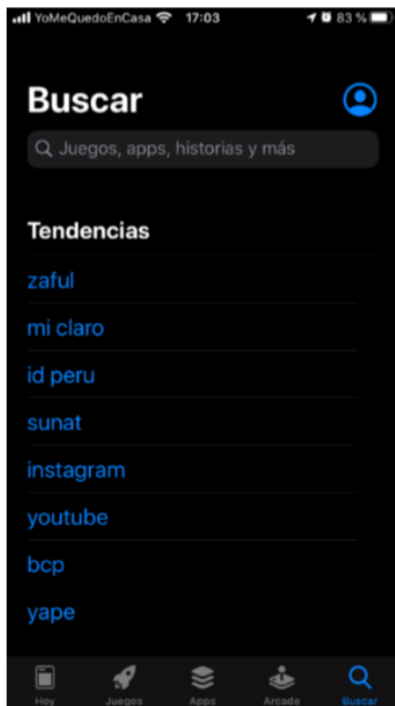 YoMeQuedoEnCasa 17:03 83 %
Buscar
Juegos, apps, historias y más
Tendencias
zaful
mi claro
id peru
sunat
instagram
youtube
bcp
yape
Hoy Juegos Apps Arcade Buscar